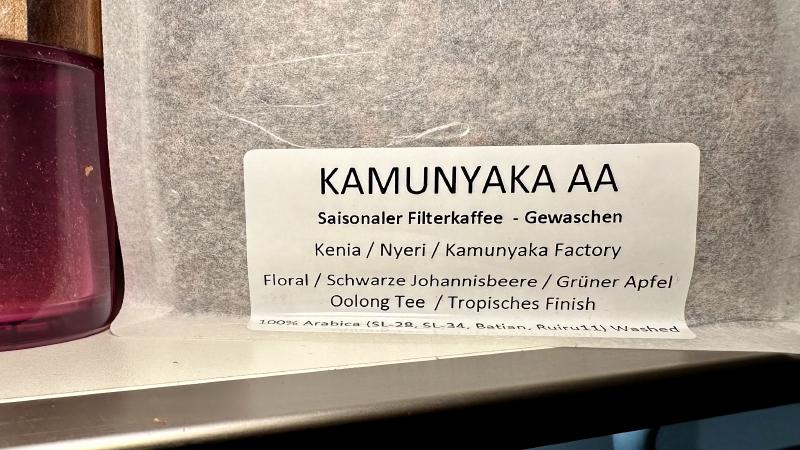 KAMUNYAKA AA
Saisonaler Filterkaffee - Gewaschen
Kenia / Nyeri / Kamunyaka Factory
Floral / Schwarze Johannisbeere / Grüner Apfel
Oolong Tee / Tropisches Finish
100% Arabica (SL-28, SL-34, Batian, Ruiru11) Washed